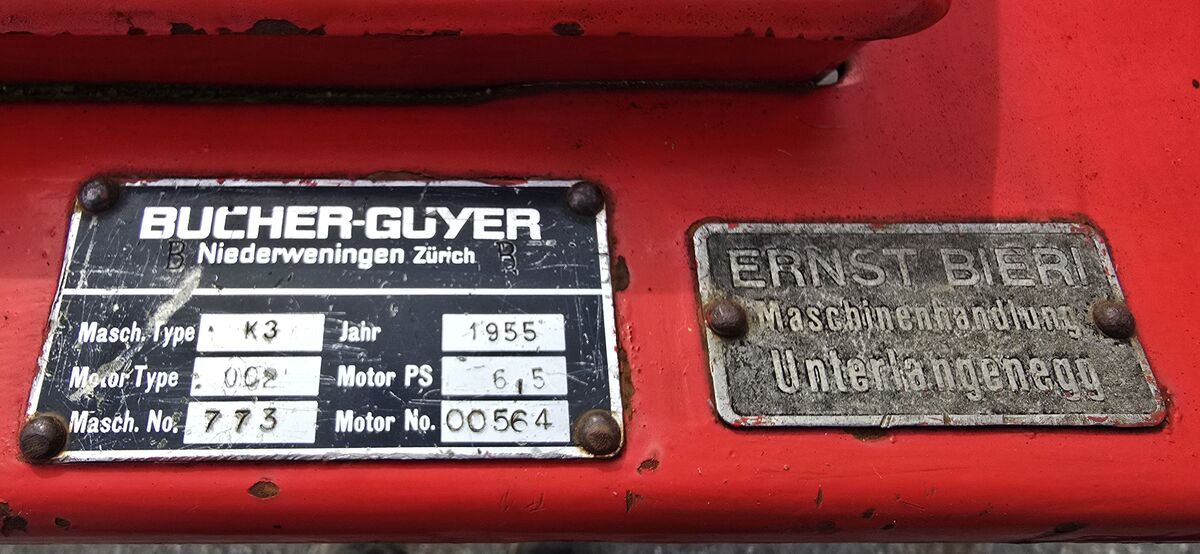 BUCHER-GUYER
B Niederweningen Zürich B
Masch. Type K3 Jahr 1955
Motor Type Motor PS 6,5
Masch. No. 773 Motor No. 00564
ERNST BIERI
Maschinenhandlung
Unterlangenegg